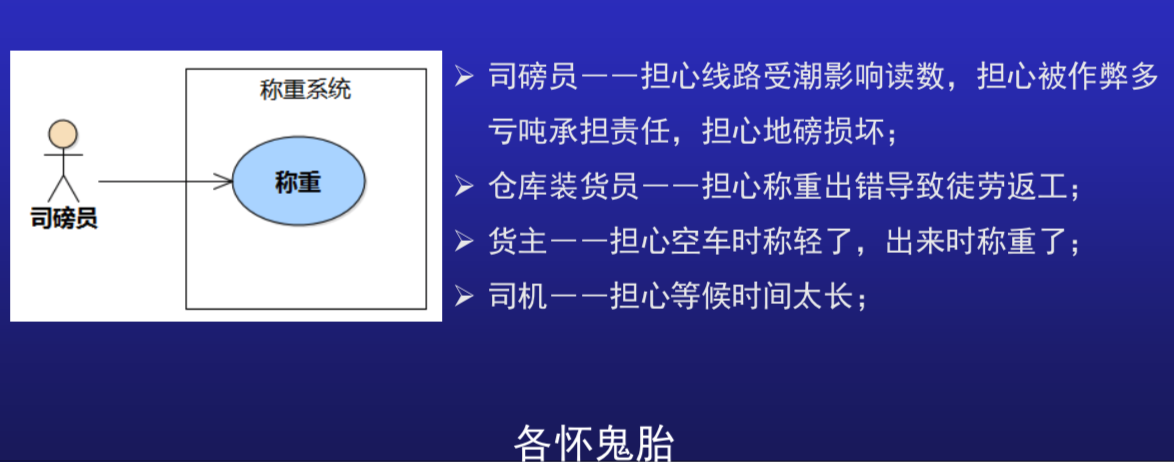 称重系统
称重
司磅员
➢ 司磅员——担心线路受潮影响读数，担心被作弊多
亏吨承担责任，担心地磅损坏；
➢ 仓库装货员——担心称重出错导致徒劳返工；
➢ 货主——担心空车时称轻了，出来时称重了；
➢ 司机——担心等候时间太长；
各怀鬼胎